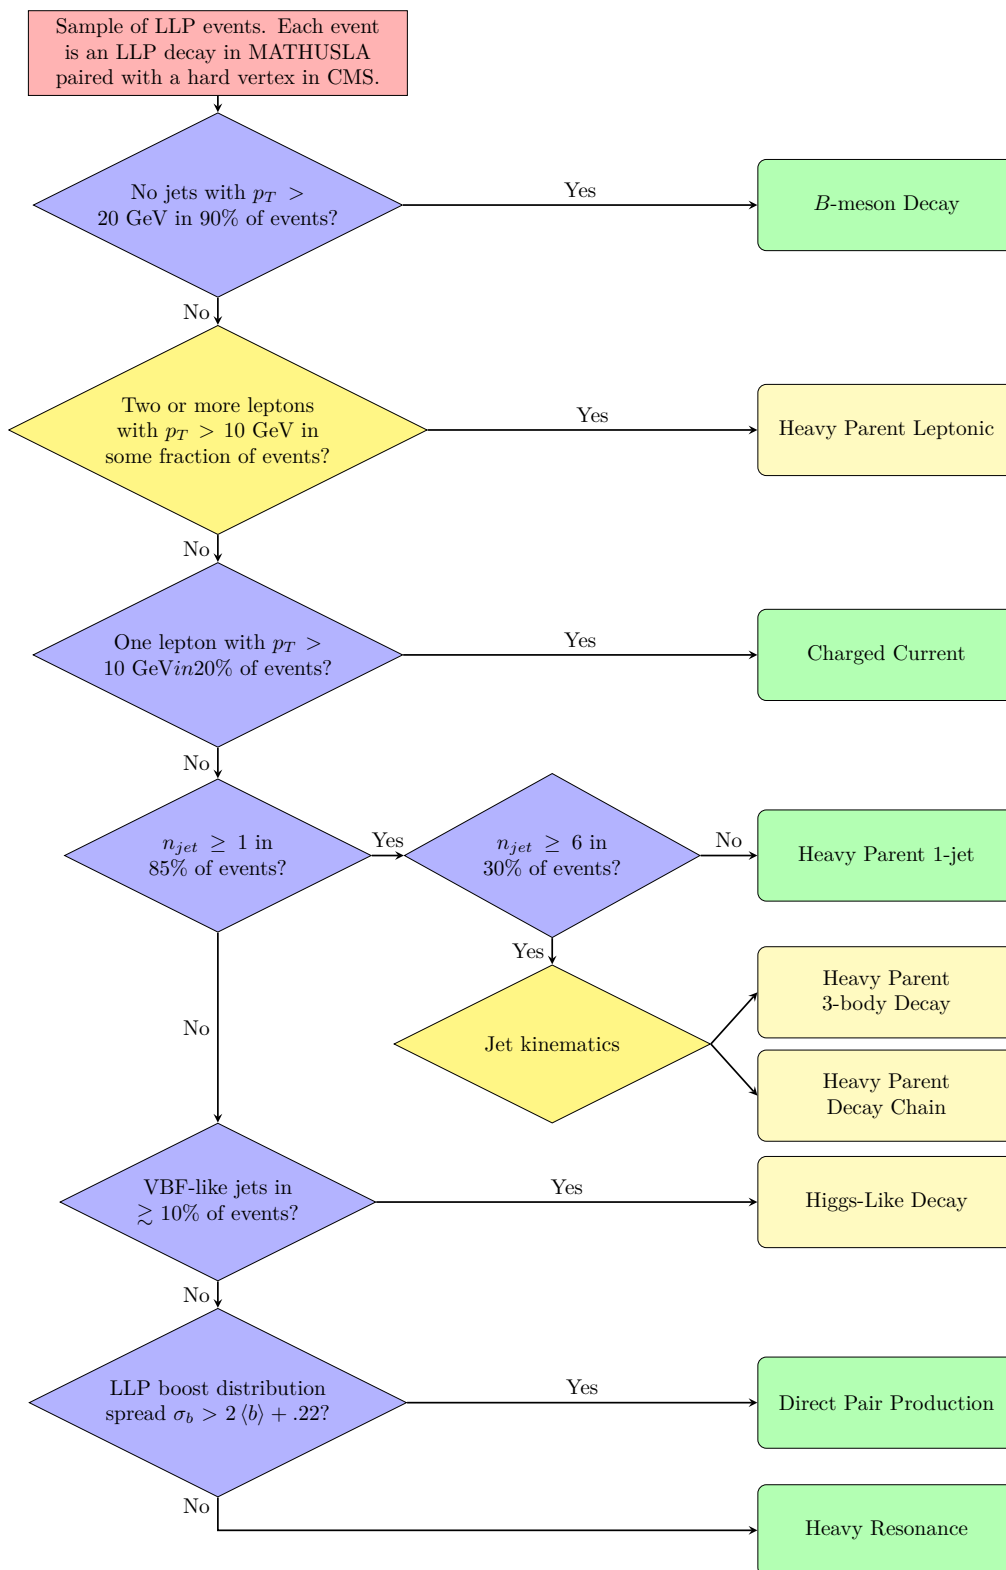 Sample of LLP events. Each event
is an LLP decay in MATHUSLA
paired with a hard vertex in CMS.
No jets with p_T >
20 GeV in 90% of events?
Yes
B-meson Decay
No
Two or more leptons
with p_T > 10 GeV in
some fraction of events?
Yes
Heavy Parent Leptonic
No
One lepton with p_T >
10 GeVin20% of events?
Yes
Charged Current
No
n_jet ≥ 1 in
85% of events?
Yes
n_jet ≥ 6 in
30% of events?
No
Heavy Parent 1-jet
Yes
Jet kinematics
Heavy Parent
3-body Decay
Heavy Parent
Decay Chain
No
VBF-like jets in
≳ 10% of events?
Yes
Higgs-Like Decay
No
LLP boost distribution
spread σ_b > 2 ⟨b⟩ + .22?
Yes
Direct Pair Production
No
Heavy Resonance